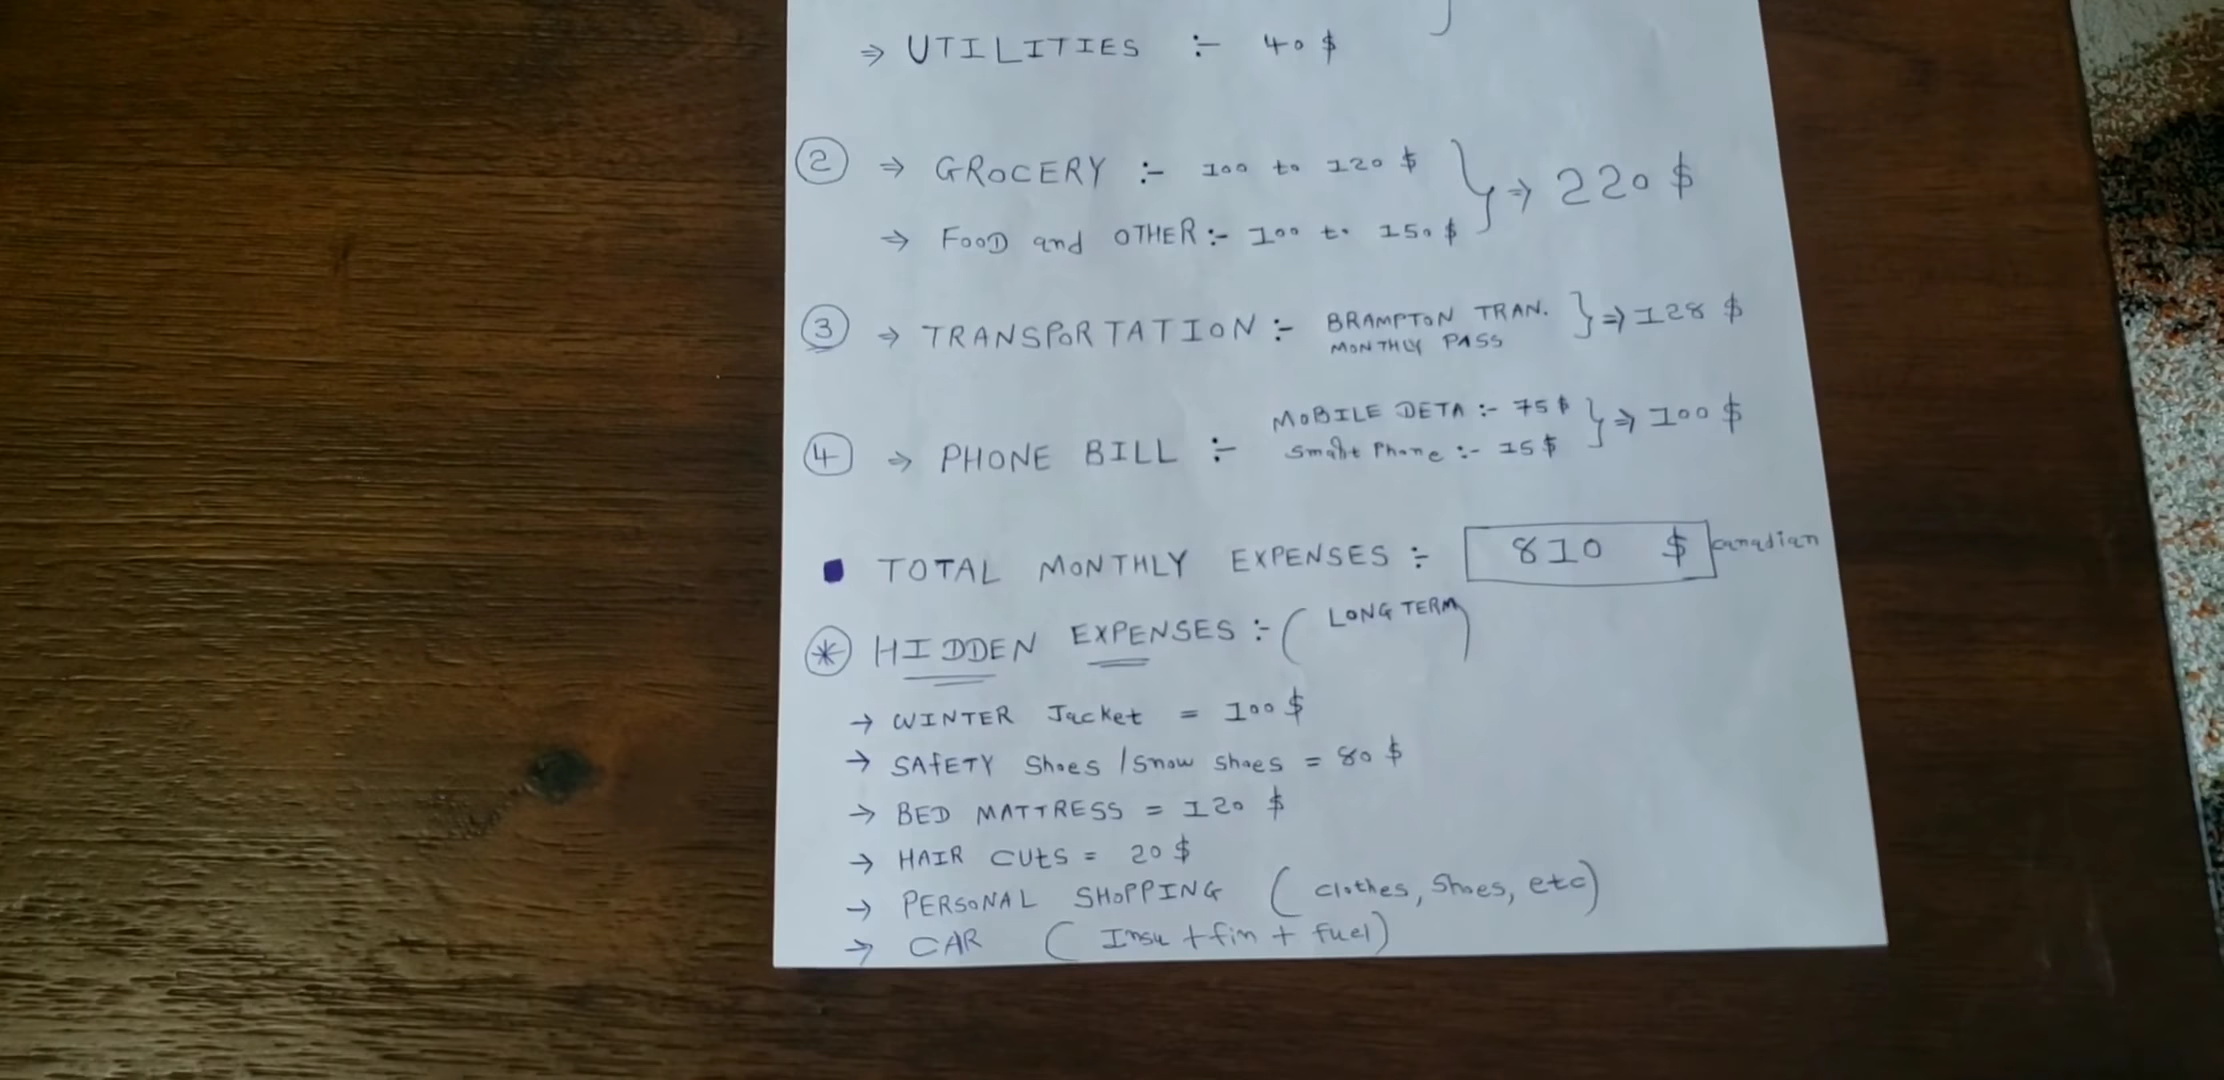 ⇒ UTILITIES :- 40 $
② ⇒ GROCERY :- 100 to 120 $ } ⇒ 220 $
⇒ FOOD and OTHER :- 100 to 150 $
③ ⇒ TRANSPORTATION :- BRAMPTON TRAN. } ⇒ 128 $
MONTHLY PASS
④ ⇒ PHONE BILL :- MOBILE DETA :- 75 $ } ⇒ 100 $
Smart Phone :- 15 $
■ TOTAL MONTHLY EXPENSES :- 810 $ canadian
✳ HIDDEN EXPENSES :- ( LONG TERM )
→ WINTER Jacket = 100 $
→ SAfETY Shoes / Snow shoes = 80 $
→ BED MATTRESS = 120 $
→ HAIR CUts = 20 $
→ PERSONAL SHOPPING ( clothes, Shoes, etc )
→ CAR ( Insu + fin + fuel )